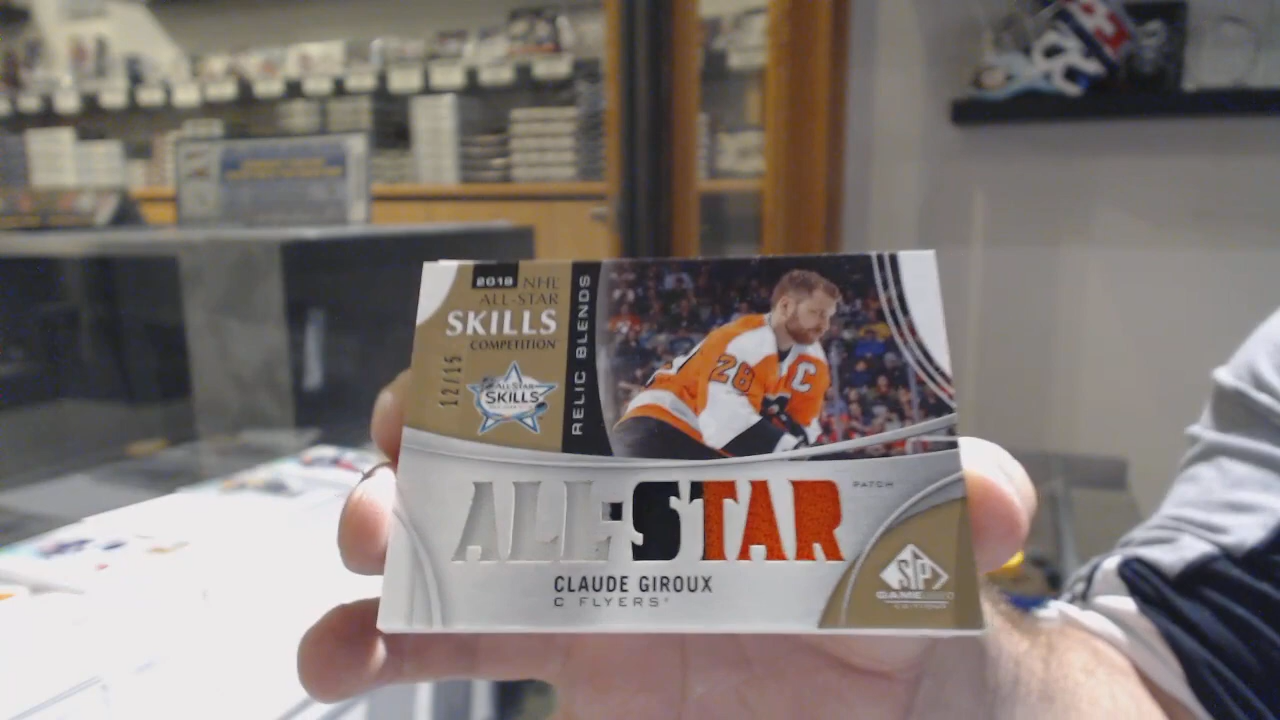 2018 NHL
ALL-STAR
SKILLS
COMPETITION
12/15
ALL-STAR
SKILLS
RELIC BLENDS
28
C
ALL-STAR
PATCH
CLAUDE GIROUX
C FLYERS
SP
GAME USED
EDITION